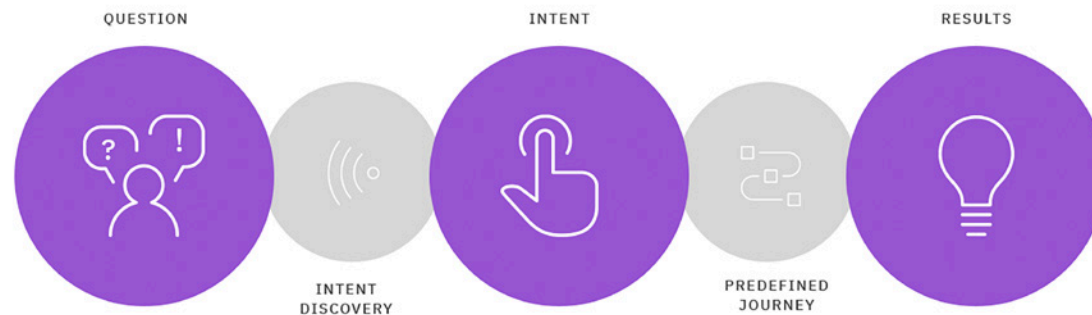 QUESTION
INTENT
RESULTS
?
!
INTENT
DISCOVERY
PREDEFINED
JOURNEY